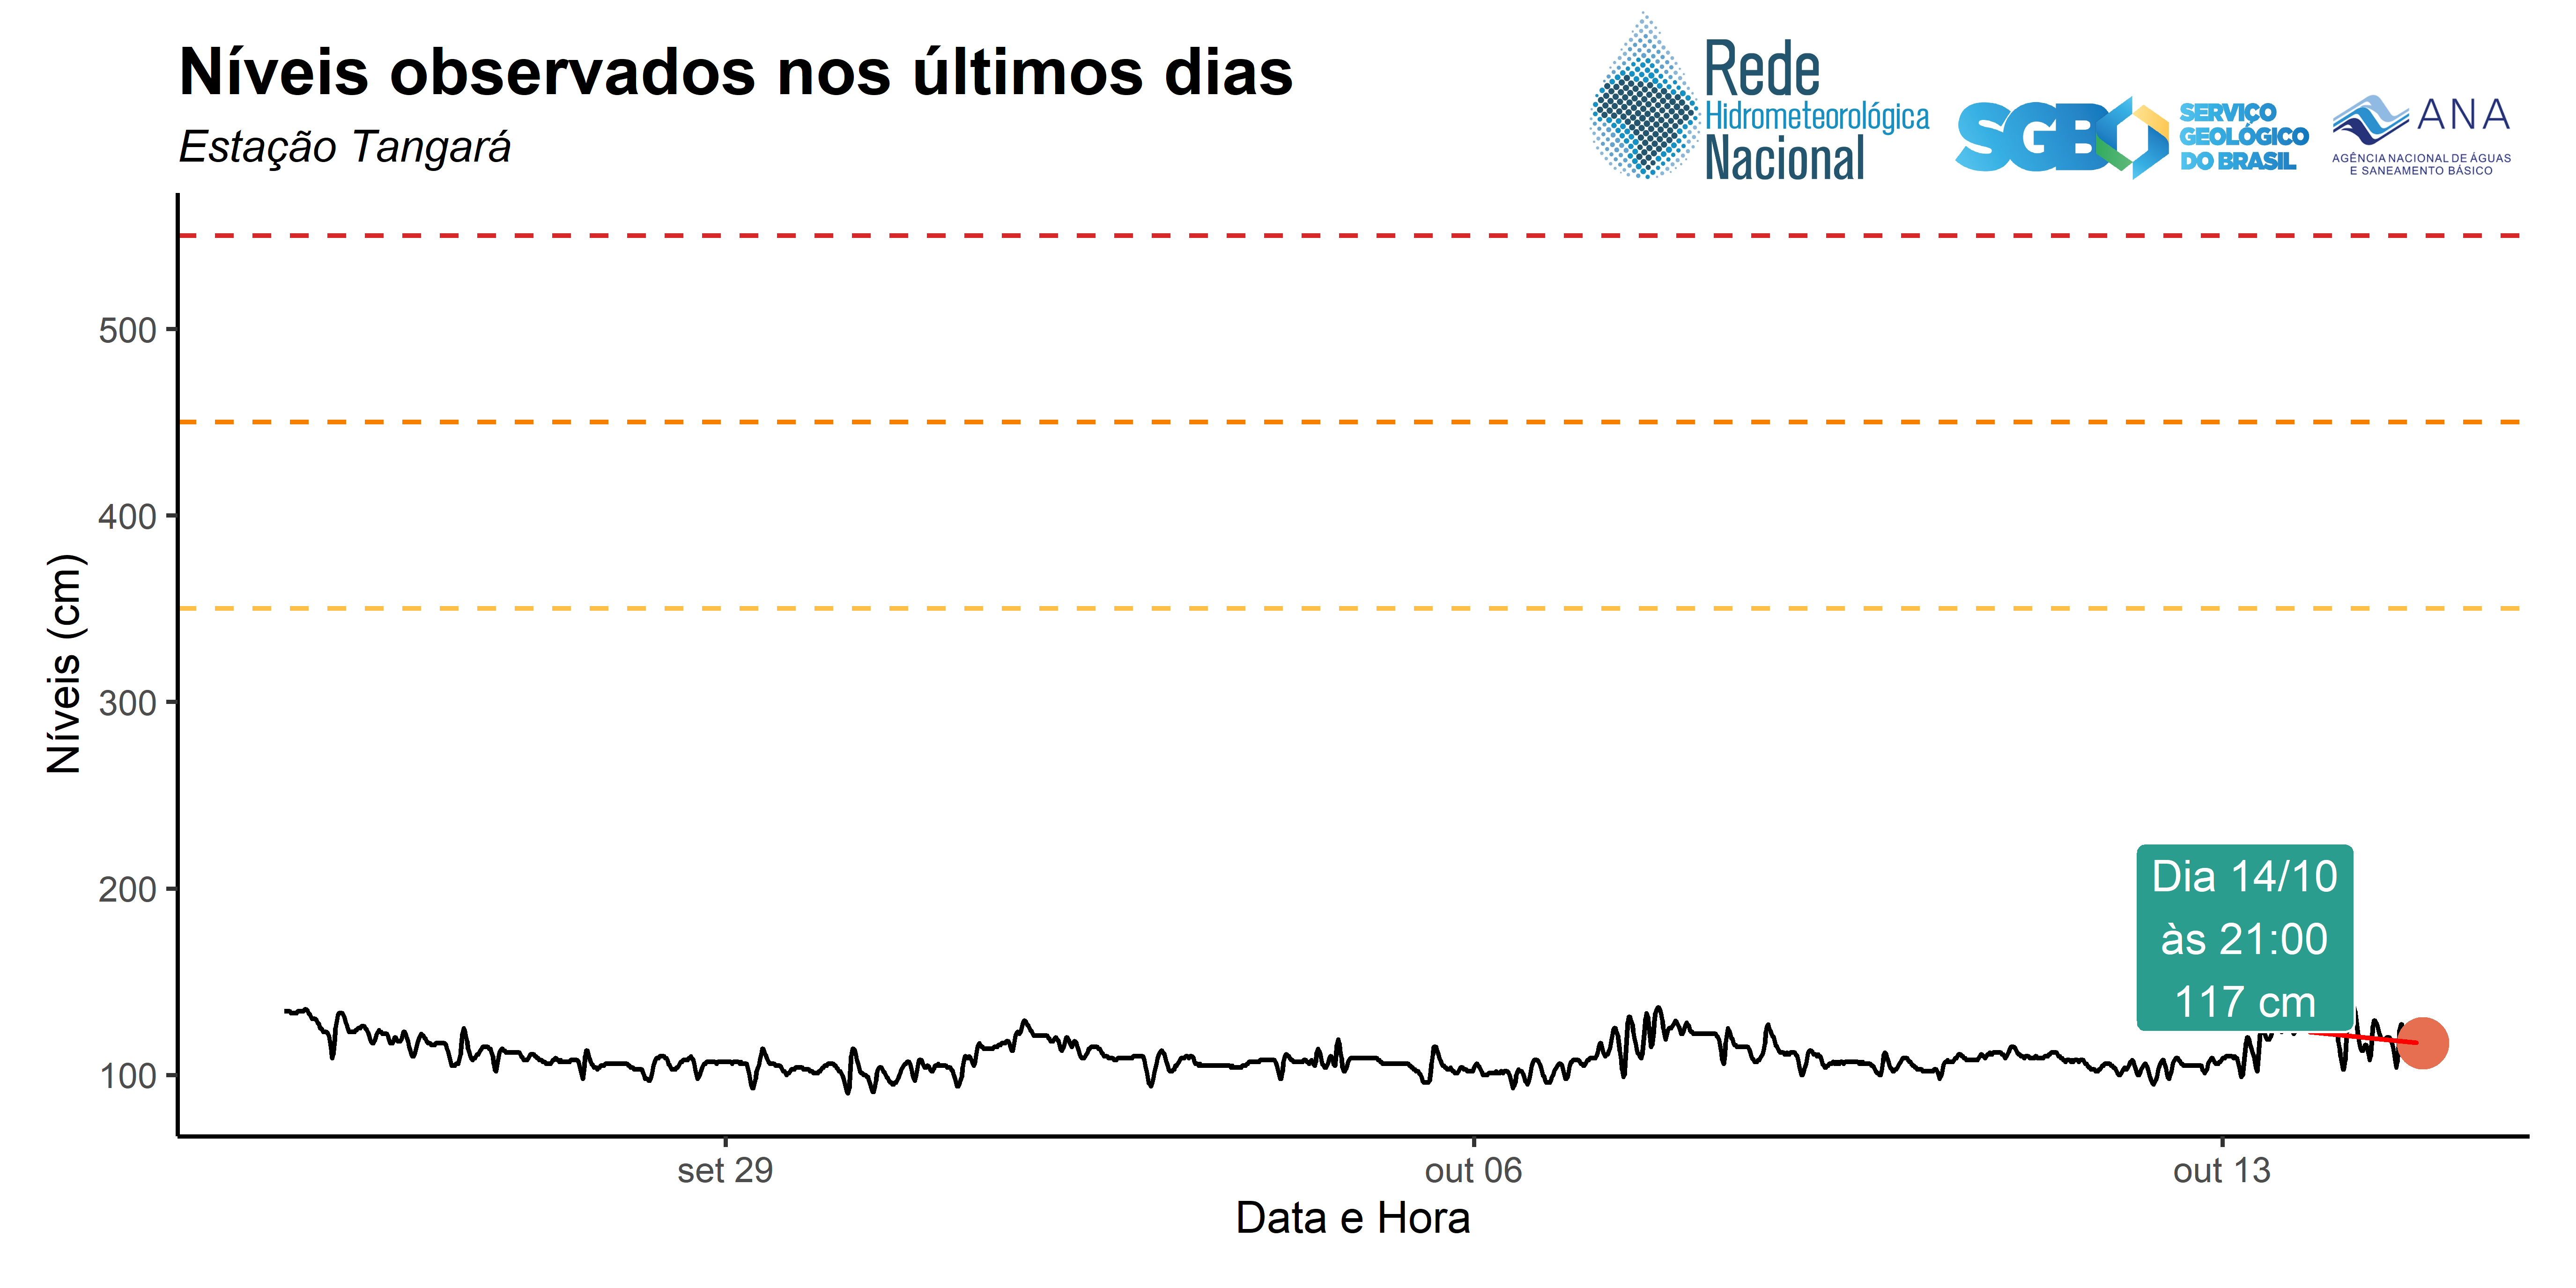 Níveis observados nos últimos dias
Estação Tangará
Rede
Hidrometeorológica
Nacional
SGB
SERVIÇO
GEOLÓGICO
DO BRASIL
ANA
AGÊNCIA NACIONAL DE ÁGUAS
E SANEAMENTO BÁSICO
Níveis (cm)
500
400
300
200
100
Dia 14/10
às 21:00
117 cm
set 29
out 06
out 13
Data e Hora